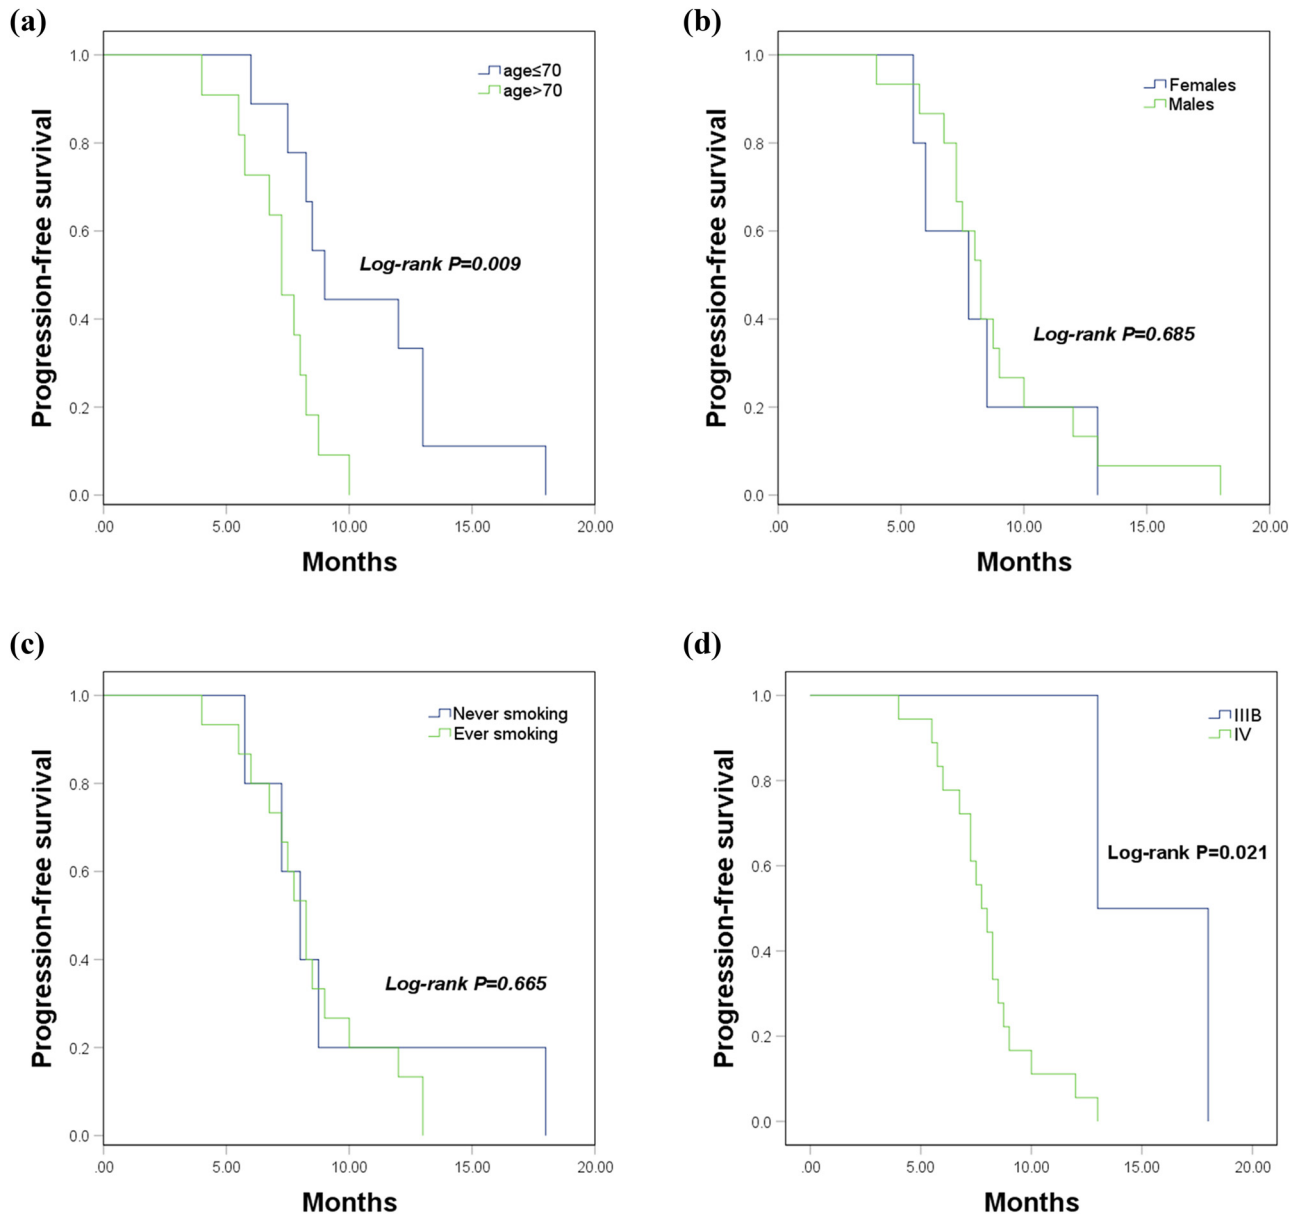 (a)
1.0
0.8
0.6
0.4
0.2
0.0
Progression-free survival
age≤70
age>70
Log-rank P=0.009
.00 5.00 10.00 15.00 20.00
Months
(b)
1.0
0.8
0.6
0.4
0.2
0.0
Progression-free survival
Females
Males
Log-rank P=0.685
.00 5.00 10.00 15.00 20.00
Months
(c)
1.0
0.8
0.6
0.4
0.2
0.0
Progression-free survival
Never smoking
Ever smoking
Log-rank P=0.665
.00 5.00 10.00 15.00 20.00
Months
(d)
1.0
0.8
0.6
0.4
0.2
0.0
Progression-free survival
IIIB
IV
Log-rank P=0.021
.00 5.00 10.00 15.00 20.00
Months